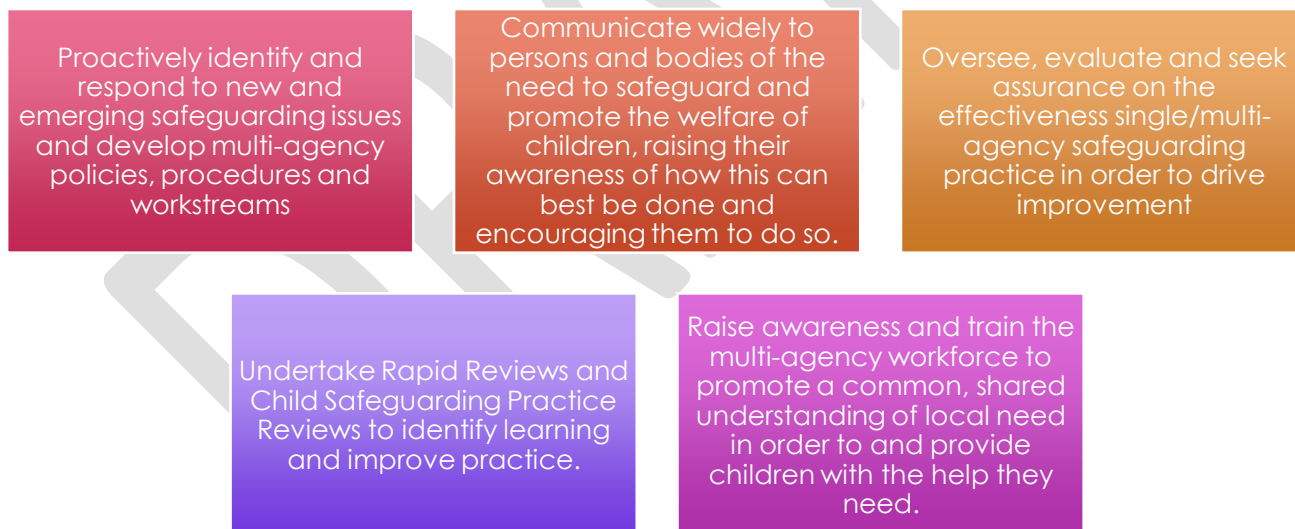 Proactively identify and
respond to new and
emerging safeguarding issues
and develop multi-agency
policies, procedures and
workstreams
Communicate widely to
persons and bodies of the
need to safeguard and
promote the welfare of
children, raising their
awareness of how this can
best be done and
encouraging them to do so.
Oversee, evaluate and seek
assurance on the
effectiveness single/multi-
agency safeguarding
practice in order to drive
improvement
Undertake Rapid Reviews and
Child Safeguarding Practice
Reviews to identify learning
and improve practice.
Raise awareness and train the
multi-agency workforce to
promote a common, shared
understanding of local need
in order to and provide
children with the help they
need.